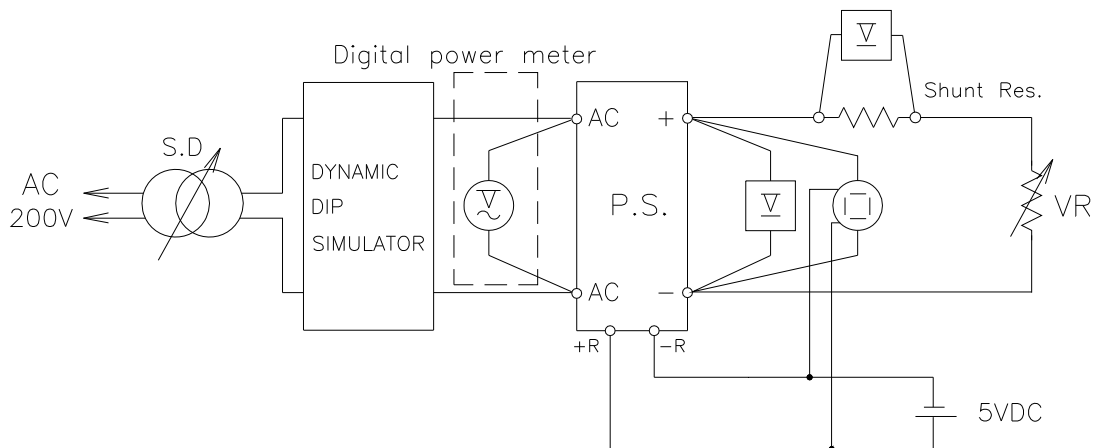 Digital power meter
Shunt Res.
S.D
AC
200V
DYNAMIC
DIP
SIMULATOR
V
AC
+
P.S.
AC
-
V
V
VR
+R
-R
5VDC